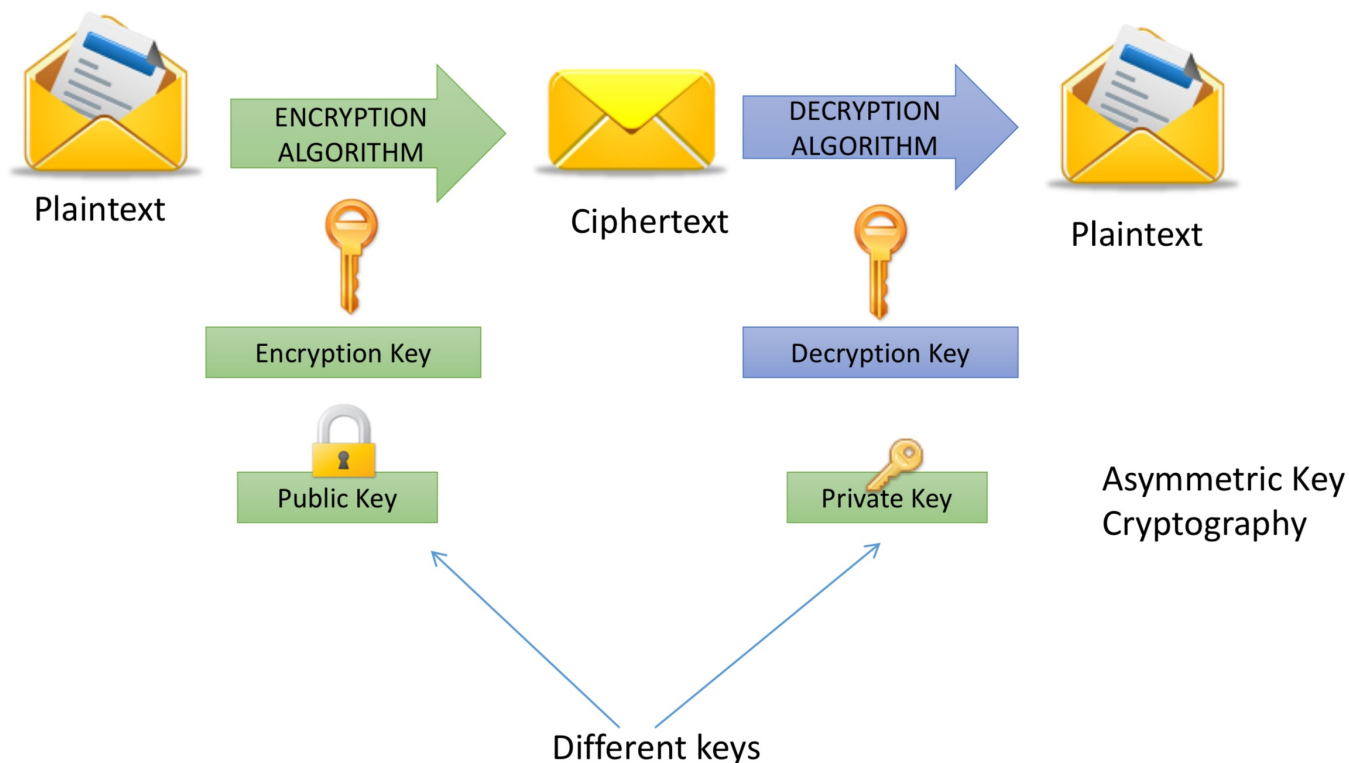 ENCRYPTION
ALGORITHM
DECRYPTION
ALGORITHM
Plaintext
Ciphertext
Plaintext
Encryption Key
Decryption Key
Public Key
Private Key
Asymmetric Key
Cryptography
Different keys